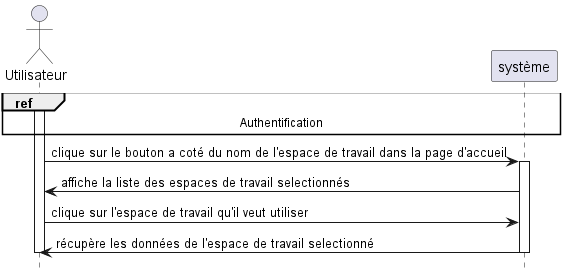 Utilisateur
système
ref
Authentification
clique sur le bouton a coté du nom de l'espace de travail dans la page d'accueil
affiche la liste des espaces de travail selectionnés
clique sur l'espace de travail qu'il veut utiliser
récupère les données de l'espace de travail selectionné